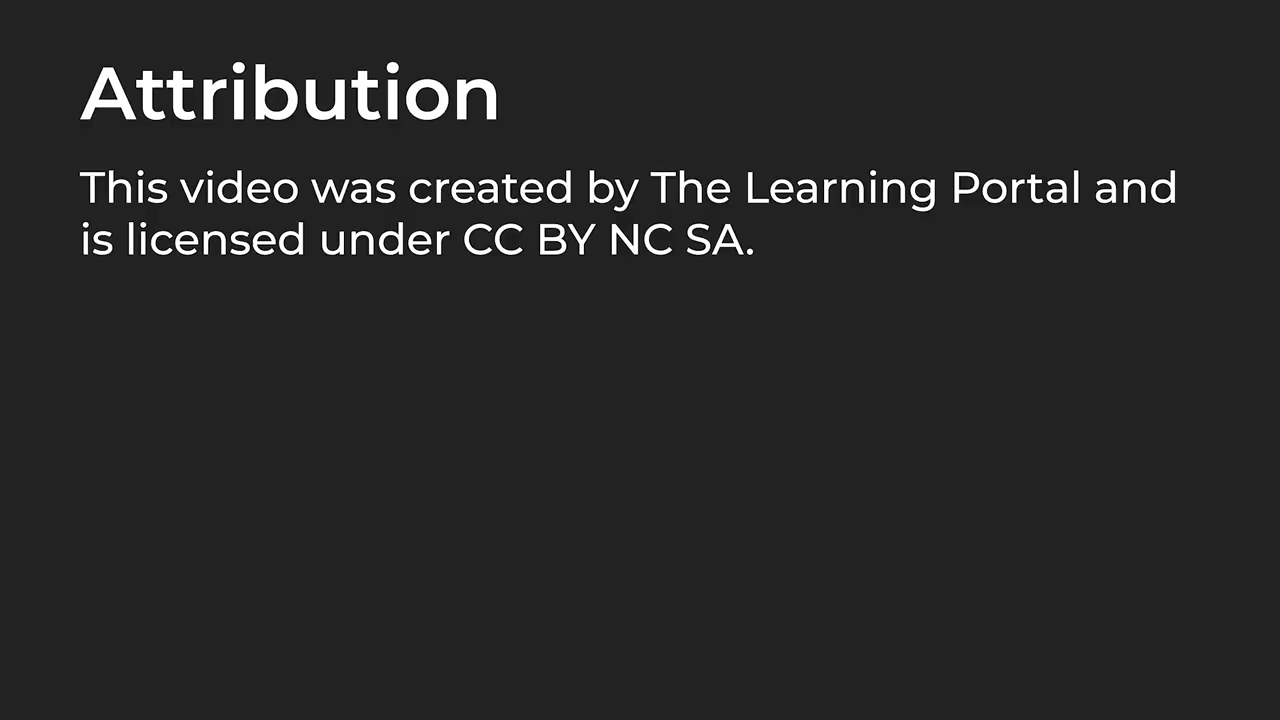 Attribution
This video was created by The Learning Portal and
is licensed under CC BY NC SA.